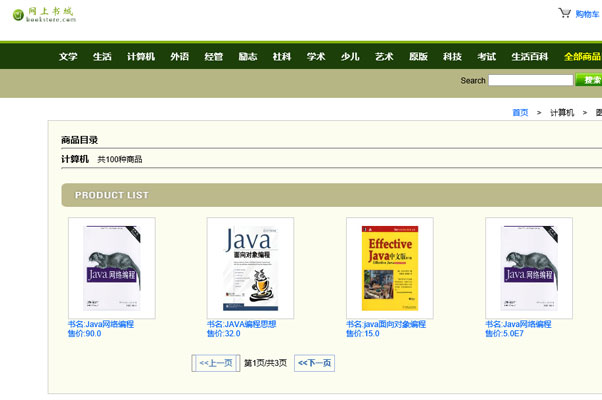 网上书城
bookstore.com
购物车
文学 生活 计算机 外语 经管 励志 社科 学术 少儿 艺术 原版 科技 考试 生活百科 全部商品
Search 搜索
首页 > 计算机 >
商品目录
计算机 共100种商品
PRODUCT LIST
Java网络编程
Java
面向对象编程
Effective
Java中文版
Java网络编程
书名:Java网络编程 书名:JAVA编程思想 书名:java面向对象编程 书名:Java网络编程
售价:90.0 售价:32.0 售价:15.0 售价:5.0E7
<<上一页 第1页/共3页 <<下一页